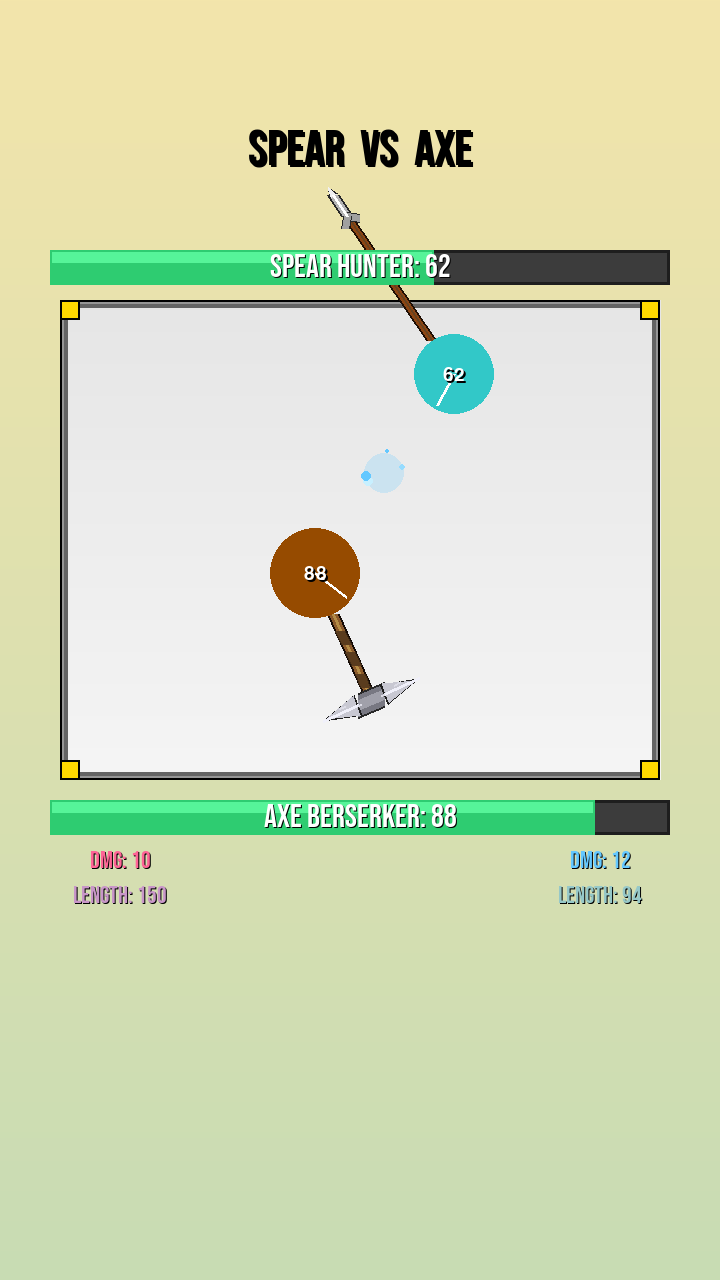 SPEAR VS AXE
SPEAR HUNTER: 62
62
88
AXE BERSERKER: 88
DMG: 10
LENGTH: 150
DMG: 12
LENGTH: 94